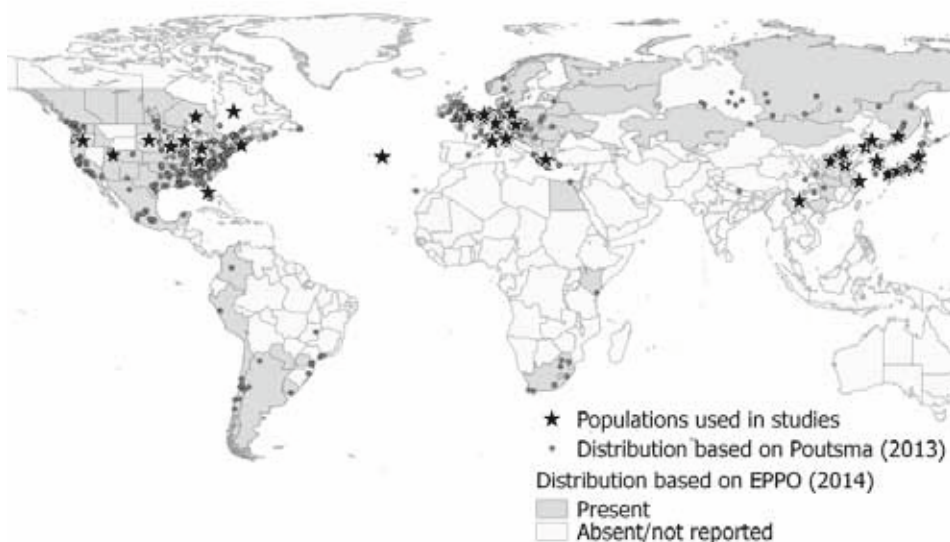 Populations used in studies
Distribution based on Poutsma (2013)
Distribution based on EPPO (2014)
Present
Absent/not reported